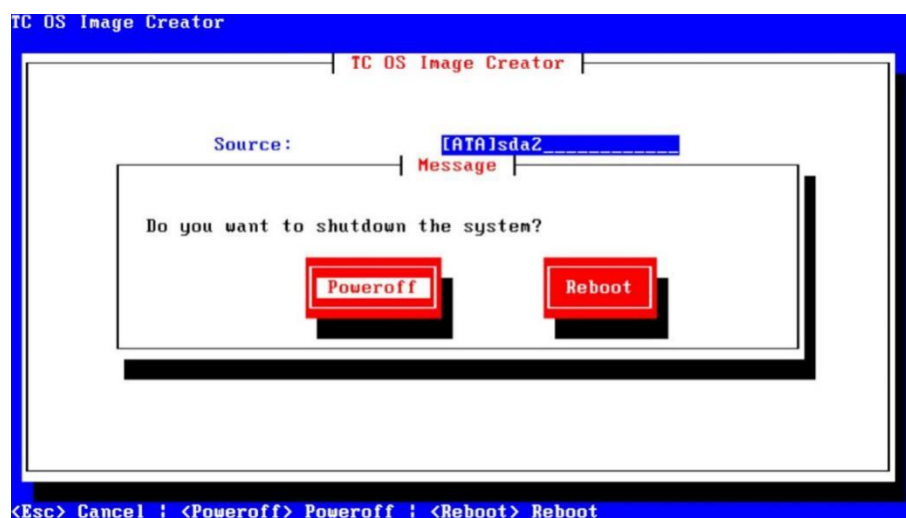 TC OS Image Creator
TC OS Image Creator
Source: [ATA]sda2____________
Message
Do you want to shutdown the system?
Poweroff Reboot
<Esc> Cancel ¦ <Poweroff> Poweroff ¦ <Reboot> Reboot